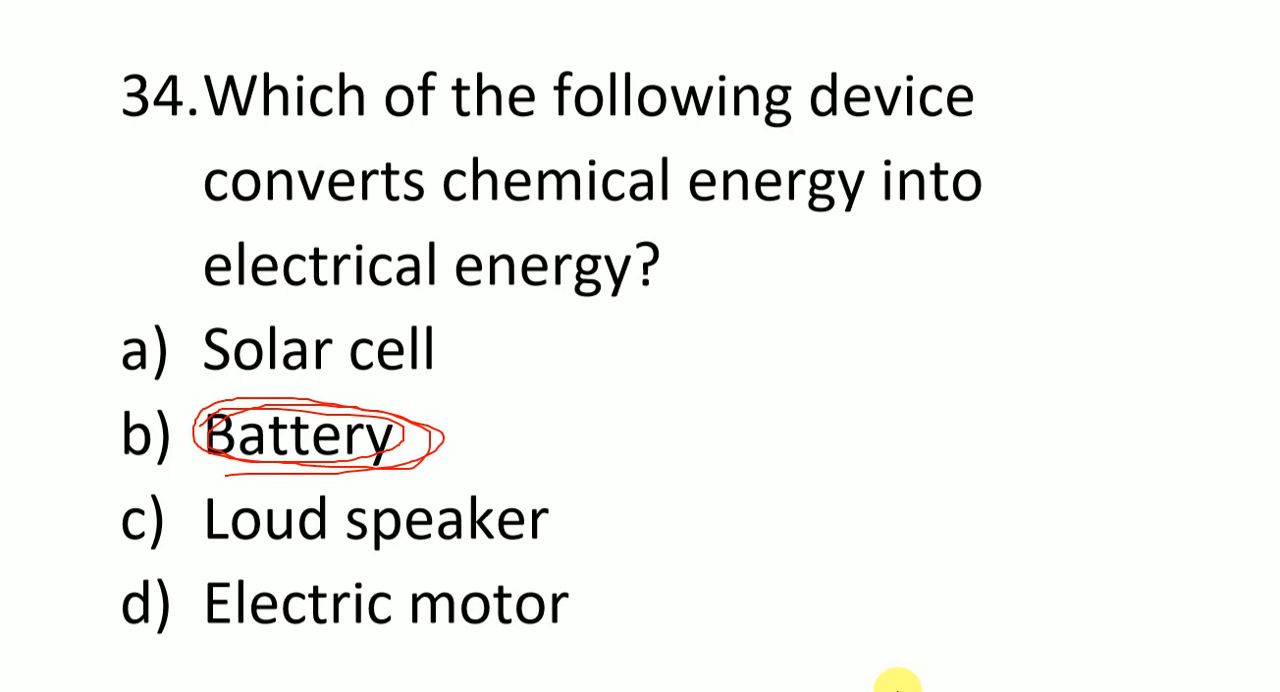 34.Which of the following device
converts chemical energy into
electrical energy?
a) Solar cell
b) Battery
c) Loud speaker
d) Electric motor